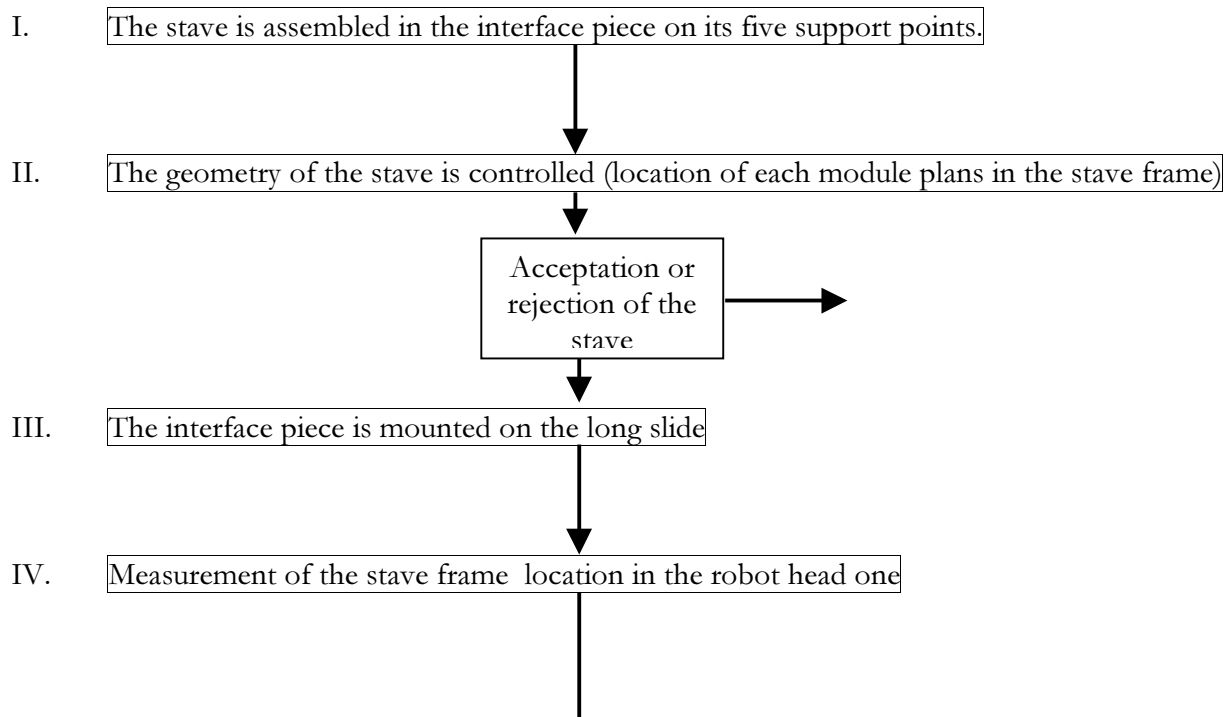 I. The stave is assembled in the interface piece on its five support points.
II. The geometry of the stave is controlled (location of each module plans in the stave frame)
Acceptation or
rejection of the
stave
III. The interface piece is mounted on the long slide
IV. Measurement of the stave frame location in the robot head one